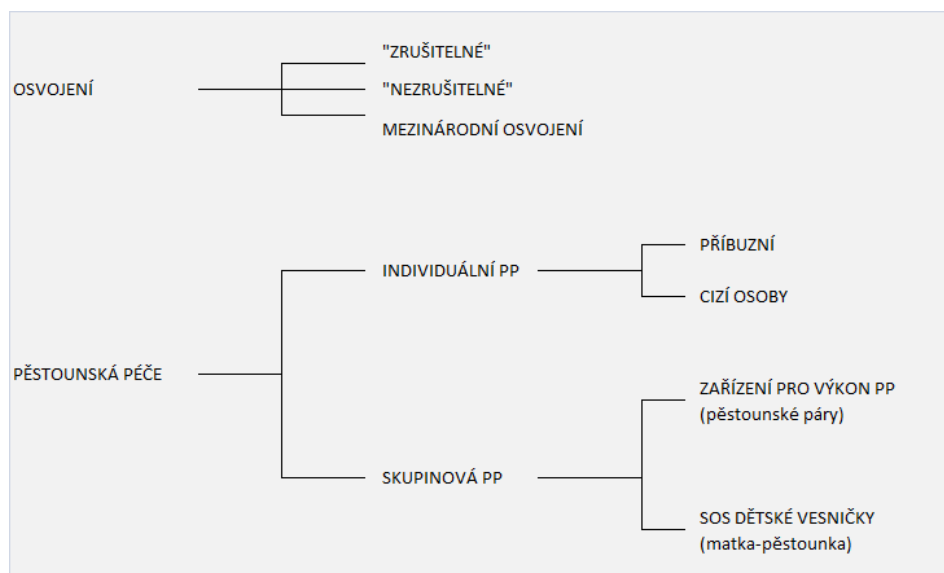 OSVOJENÍ
"ZRUŠITELNÉ"
"NEZRUŠITELNÉ"
MEZINÁRODNÍ OSVOJENÍ
PĚSTOUNSKÁ PÉČE
INDIVIDUÁLNÍ PP
PŘÍBUZNÍ
CIZÍ OSOBY
SKUPINOVÁ PP
ZAŘÍZENÍ PRO VÝKON PP
(pěstounské páry)
SOS DĚTSKÉ VESNIČKY
(matka-pěstounka)